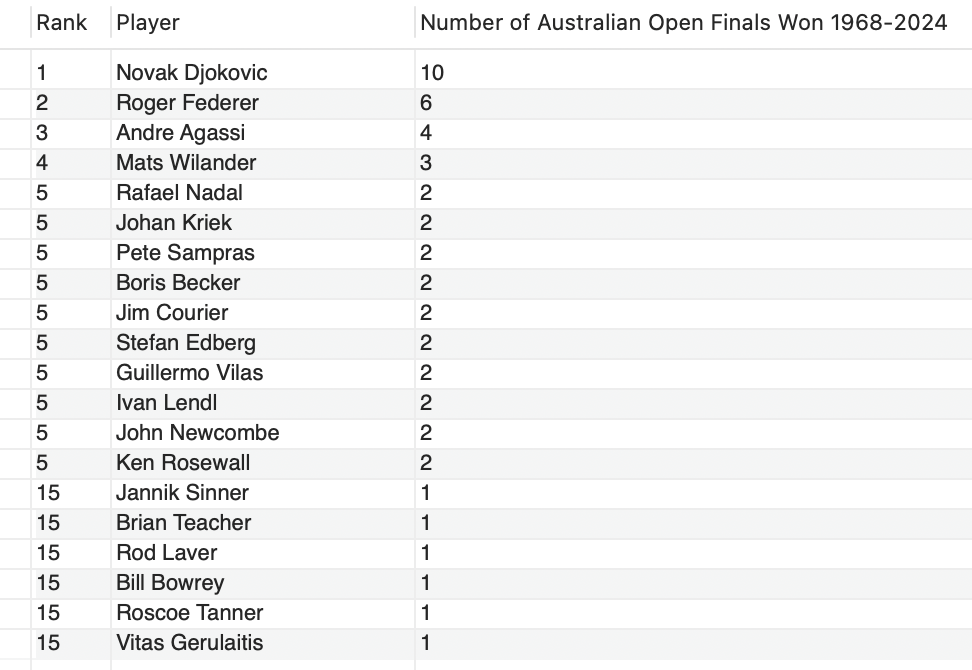 Rank Player Number of Australian Open Finals Won 1968-2024
1 Novak Djokovic 10
2 Roger Federer 6
3 Andre Agassi 4
4 Mats Wilander 3
5 Rafael Nadal 2
5 Johan Kriek 2
5 Pete Sampras 2
5 Boris Becker 2
5 Jim Courier 2
5 Stefan Edberg 2
5 Guillermo Vilas 2
5 Ivan Lendl 2
5 John Newcombe 2
5 Ken Rosewall 2
15 Jannik Sinner 1
15 Brian Teacher 1
15 Rod Laver 1
15 Bill Bowrey 1
15 Roscoe Tanner 1
15 Vitas Gerulaitis 1